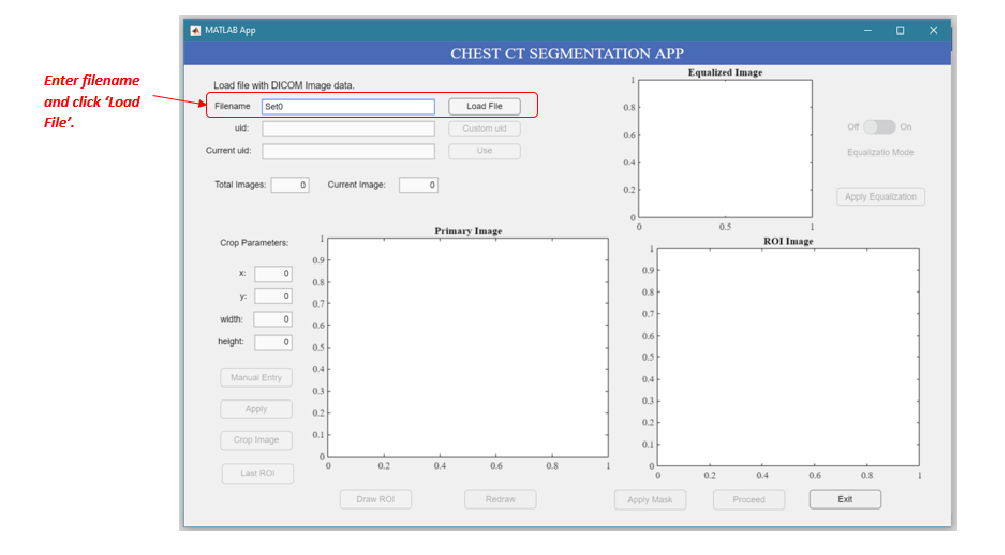 MATLAB App
CHEST CT SEGMENTATION APP
Enter filename
and click ‘Load
File’.
Load file with DICOM Image data.
Filename Set0 Load File
uid: Custom uid
Current uid: Use
Total Images: 0 Current Image: 0
Equalized Image
1
0.8
0.6
0.4
0.2
0
0 0.5 1
Off On
Equalizatio Mode
Apply Equalization
Crop Parameters:
x: 0
y: 0
width: 0
height: 0
Manual Entry
Apply
Crop Image
Last ROI
Primary Image
1
0.9
0.8
0.7
0.6
0.5
0.4
0.3
0.2
0.1
0
0 0.2 0.4 0.6 0.8 1
ROI Image
1
0.9
0.8
0.7
0.6
0.5
0.4
0.3
0.2
0.1
0
0 0.2 0.4 0.6 0.8 1
Draw ROI Redraw Apply Mask Proceed Exit